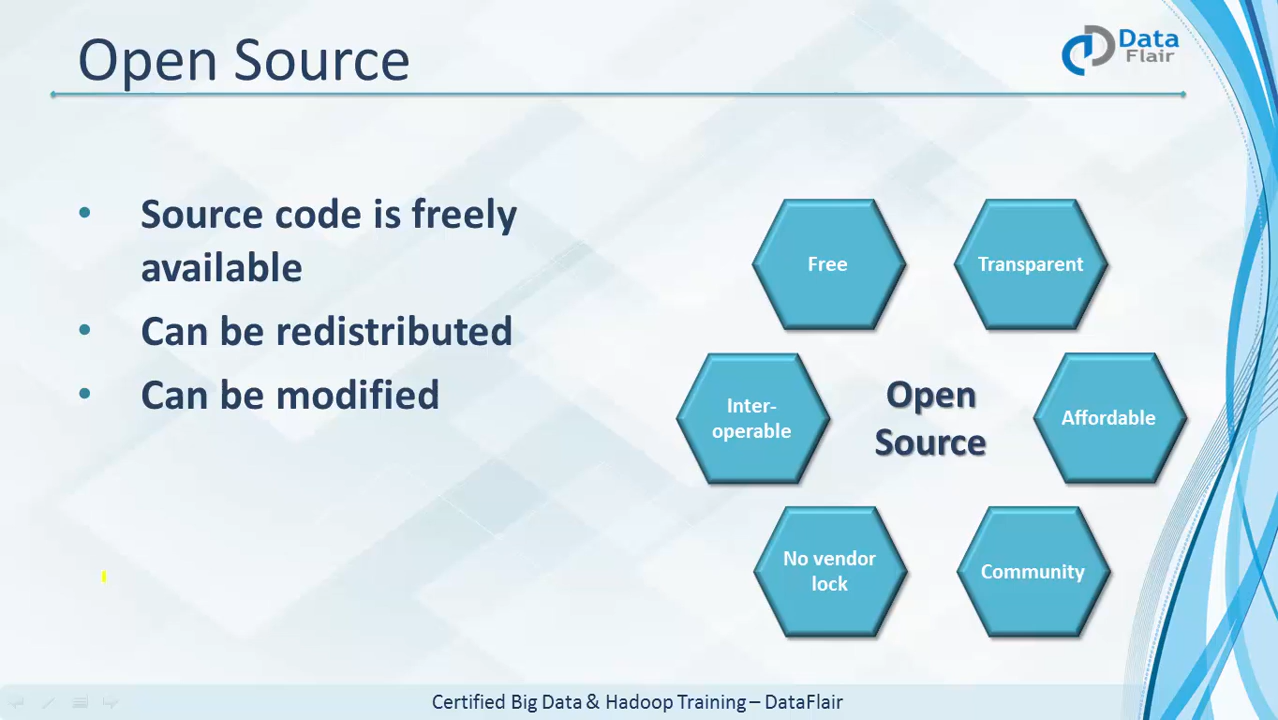 Open Source
Data
Flair
• Source code is freely
available
• Can be redistributed
• Can be modified
Free
Transparent
Inter-
operable
Open
Source
Affordable
No vendor
lock
Community
Certified Big Data & Hadoop Training – DataFlair